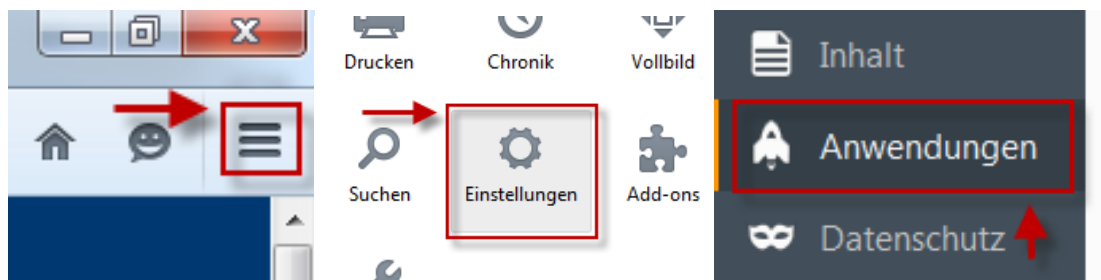 Drucken
Chronik
Vollbild
Suchen
Einstellungen
Add-ons
Inhalt
Anwendungen
Datenschutz